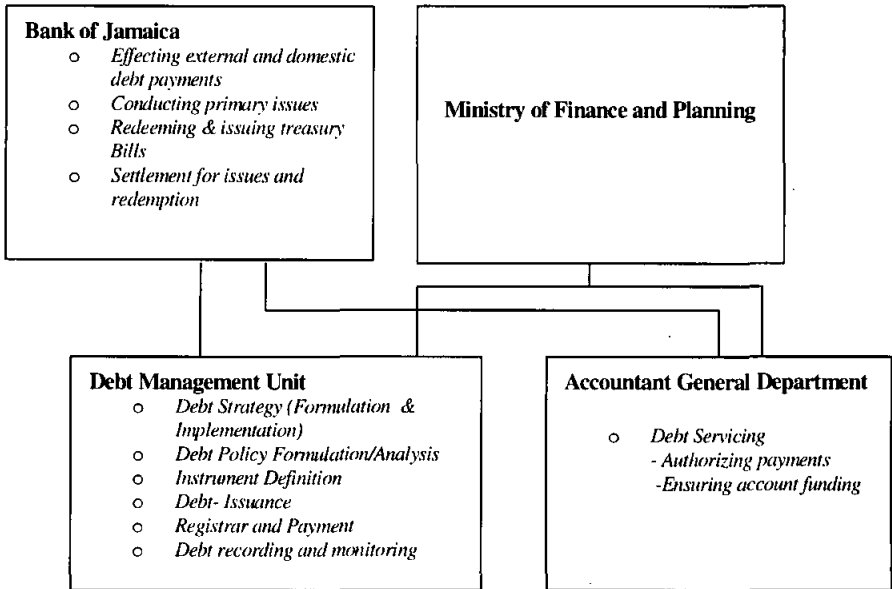 Bank of Jamaica
o Effecting external and domestic
debt payments
o Conducting primary issues
o Redeeming & issuing treasury
Bills
o Settlement for issues and
redemption
Ministry of Finance and Planning
Debt Management Unit
o Debt Strategy (Formulation &
Implementation)
o Debt Policy Formulation/Analysis
o Instrument Definition
o Debt- Issuance
o Registrar and Payment
o Debt recording and monitoring
Accountant General Department
o Debt Servicing
- Authorizing payments
-Ensuring account funding